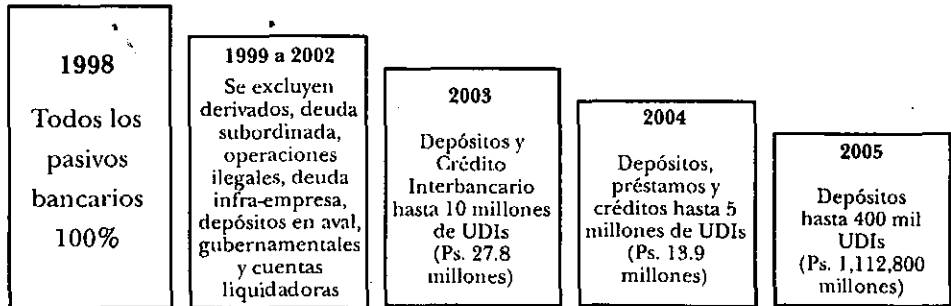 1998
Todos los
pasivos
bancarios
100%
1999 a 2002
Se excluyen
derivados, deuda
subordinada,
operaciones
ilegales, deuda
infra-empresa,
depósitos en aval,
gubernamentales
y cuentas
liquidadoras
2003
Depósitos y
Crédito
Interbancario
hasta 10 millones
de UDIs
(Ps. 27.8
millones)
2004
Depósitos,
préstamos y
créditos hasta 5
millones de UDIs
(Ps. 13.9
millones)
2005
Depósitos
hasta 400 mil
UDIs
(Ps. 1,112,800
millones)